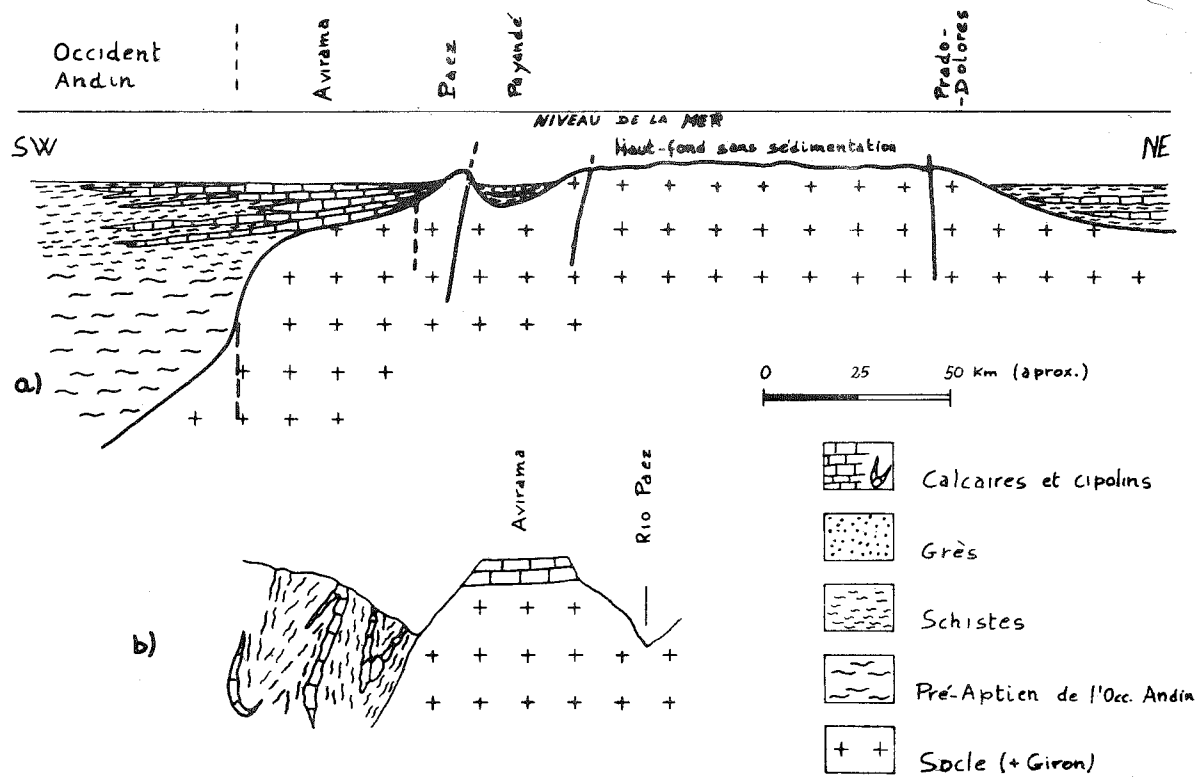 Occident
Andin
Avirama
Paez
Payandé
Prado-
-Dolores
NIVEAU DE LA MER
SW
Haut-fond sans sédimentation
NE
a)
0 25 50 km (aprox.)
Avirama
Rio Paez
b)
Calcaires et cipolins
Grès
Schistes
Pré-Aptien de l'Occ. Andin
Socle (+ Giron)